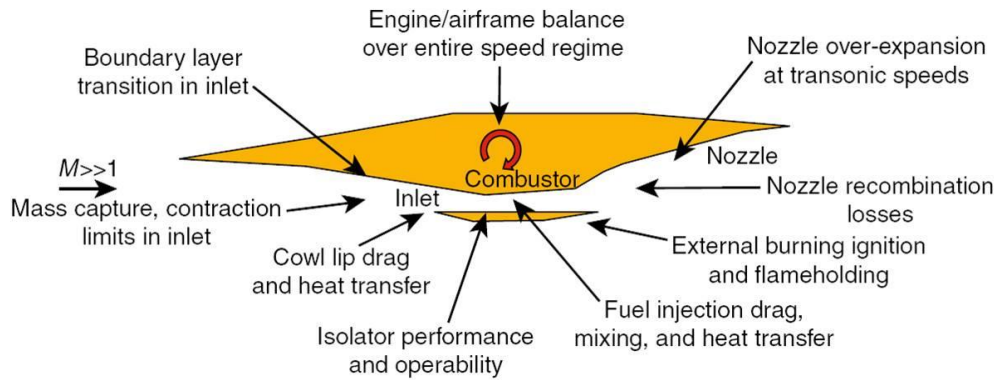 Engine/airframe balance
over entire speed regime
Boundary layer
transition in inlet
Nozzle over-expansion
at transonic speeds
M>>1
Mass capture, contraction
limits in inlet
Inlet
Combustor
Nozzle
Nozzle recombination
losses
Cowl lip drag
and heat transfer
External burning ignition
and flameholding
Isolator performance
and operability
Fuel injection drag,
mixing, and heat transfer